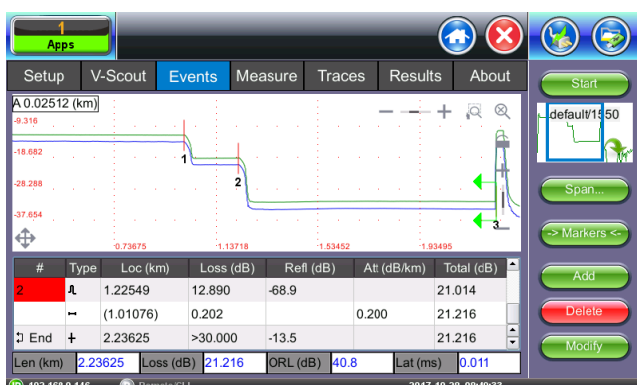 1
Apps
Setup V-Scout Events Measure Traces Results About
A 0.02512 (km)
-9.316
-18.682
-28.288
-37.654
1
2
3
0.73675 1.13718 1.53452 1.93495
# Type Loc (km) Loss (dB) Refl (dB) Att (dB/km) Total (dB)
2 1.22549 12.890 -68.9 21.014
(1.01076) 0.202 0.200 21.216
End 2.23625 >30.000 -13.5 21.216
Len (km) 2.23625 Loss (dB) 21.216 ORL (dB) 40.8 Lat (ms) 0.011
Start
default/1550
Span...
-> Markers <-
Add
Delete
Modify